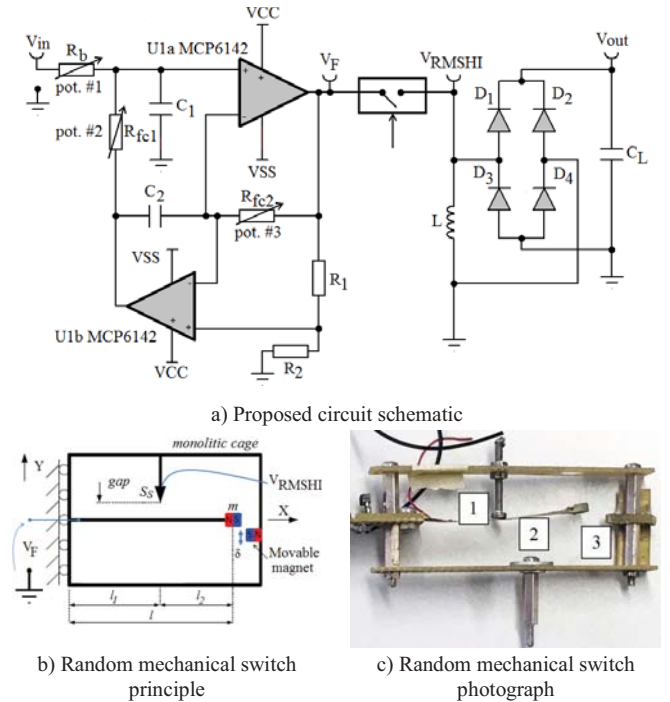 Vin
Rb
pot. #1
U1a MCP6142
VCC
VF
VRMSHI
Vout
pot. #2
Rfc1
C1
+
-
VSS
D1
D2
D3
D4
CL
C2
Rfc2
pot. #3
L
VSS
R1
U1b MCP6142
-
+
VCC
R2
a) Proposed circuit schematic
monolitic cage
Y
gap
SS
VRMSHI
m
X
VF
δ
Movable
magnet
l1
l2
l
1
2
3
b) Random mechanical switch
principle
c) Random mechanical switch
photograph